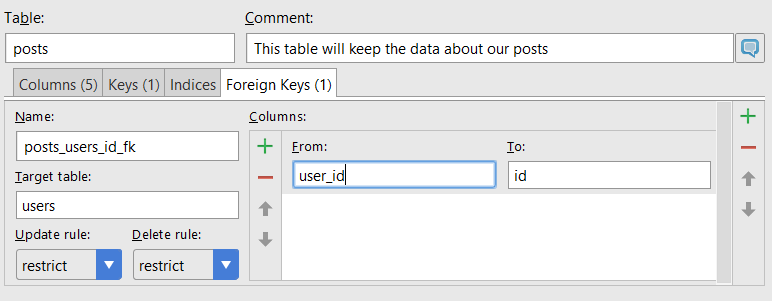 Table: Comment:
posts This table will keep the data about our posts
Columns (5) Keys (1) Indices Foreign Keys (1)
Name: Columns:
posts_users_id_fk From: To:
Target table: user_id id
users
Update rule: Delete rule:
restrict restrict